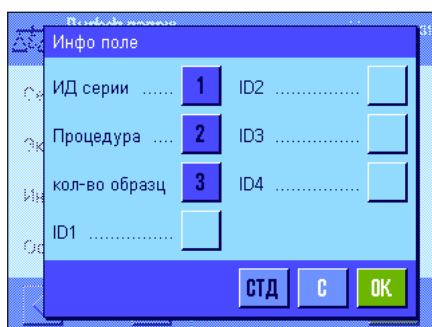 Инфо поле
ИД серии ...... 1
Процедура .... 2
кол-во образц 3
ID1 ...............
ID2 ...............
ID3 ...............
ID4 ...............
СТД C OK